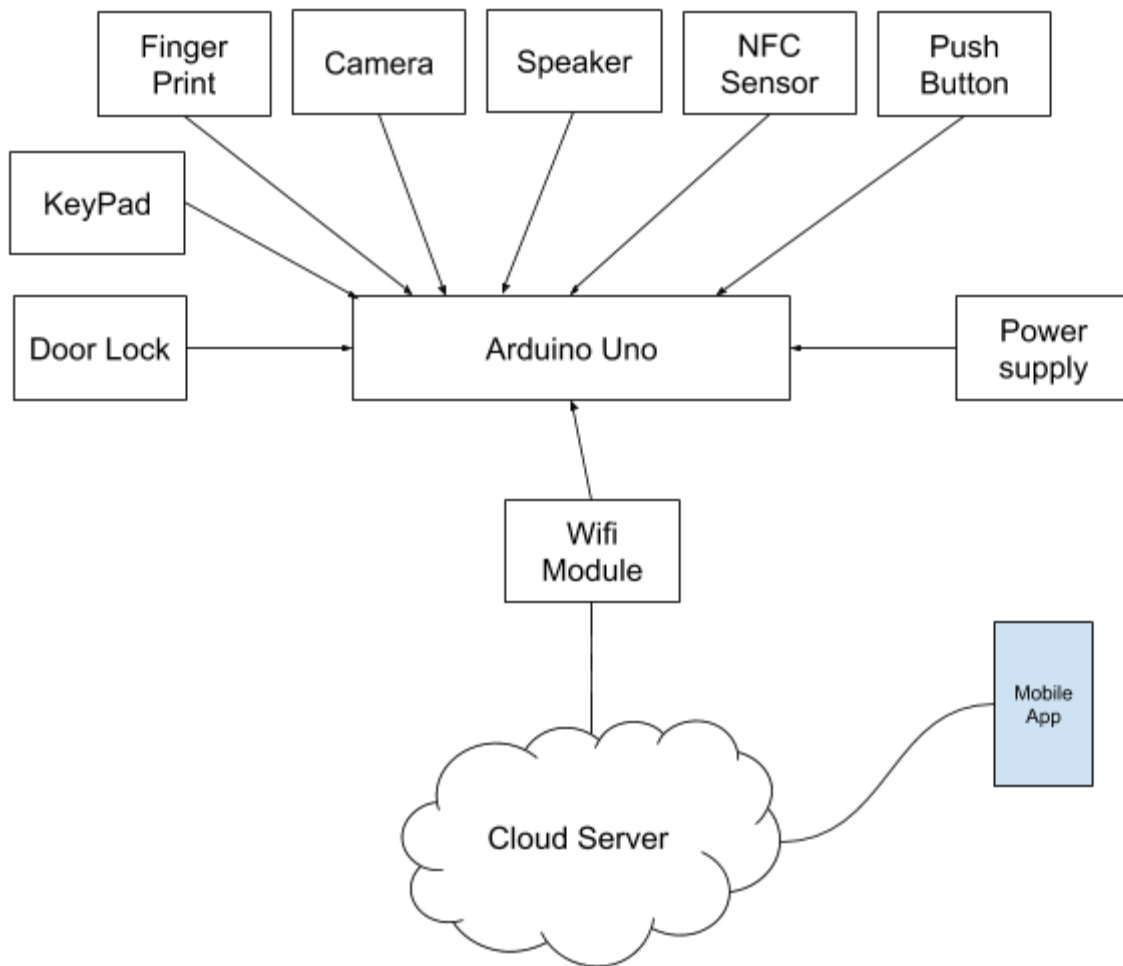 Finger
Print
Camera
Speaker
NFC
Sensor
Push
Button
KeyPad
Door Lock
Arduino Uno
Power
supply
Wifi
Module
Mobile
App
Cloud Server